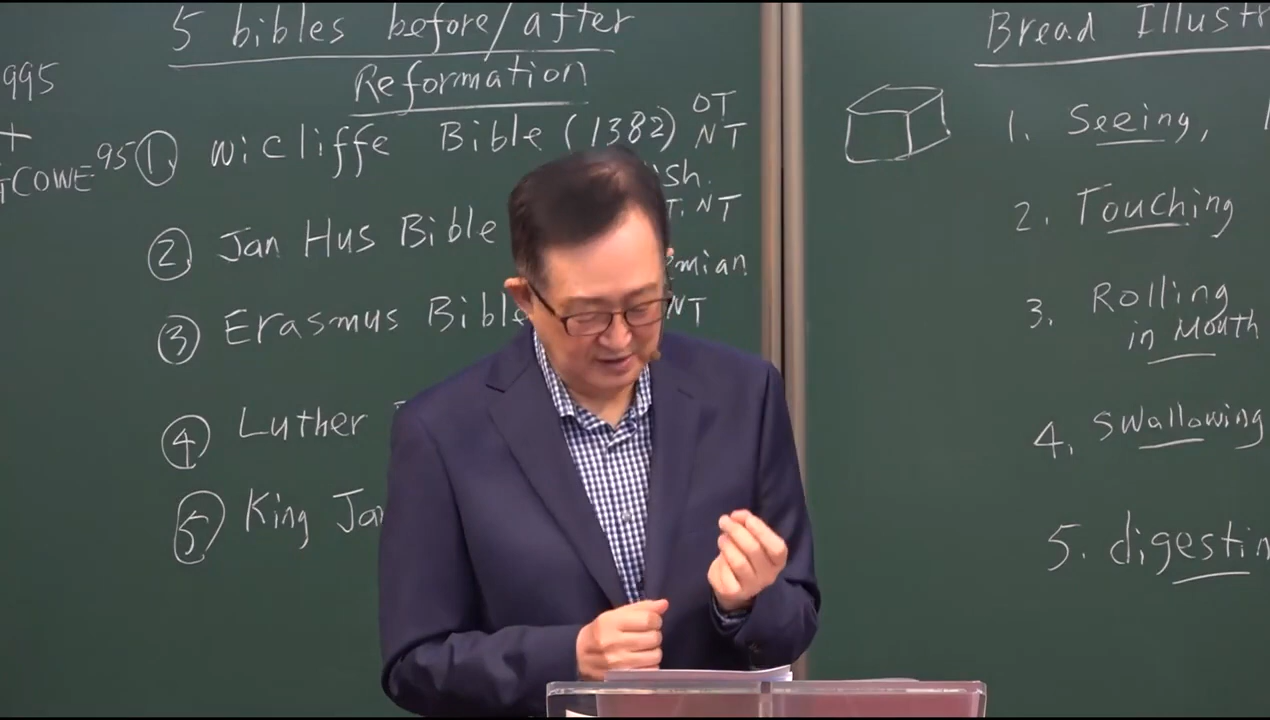 5 bibles before/after
Reformation
995
+
COWE 95
① wicliffe Bible (1382) OT
NT
ish.
② Jan Hus Bible T. NT
mian
③ Erasmus Bible NT
④ Luther
⑤ King Ja
Bread Illustr
1. Seeing,
2. Touching
3. Rolling
in Mouth
4. Swallowing
5. digestin